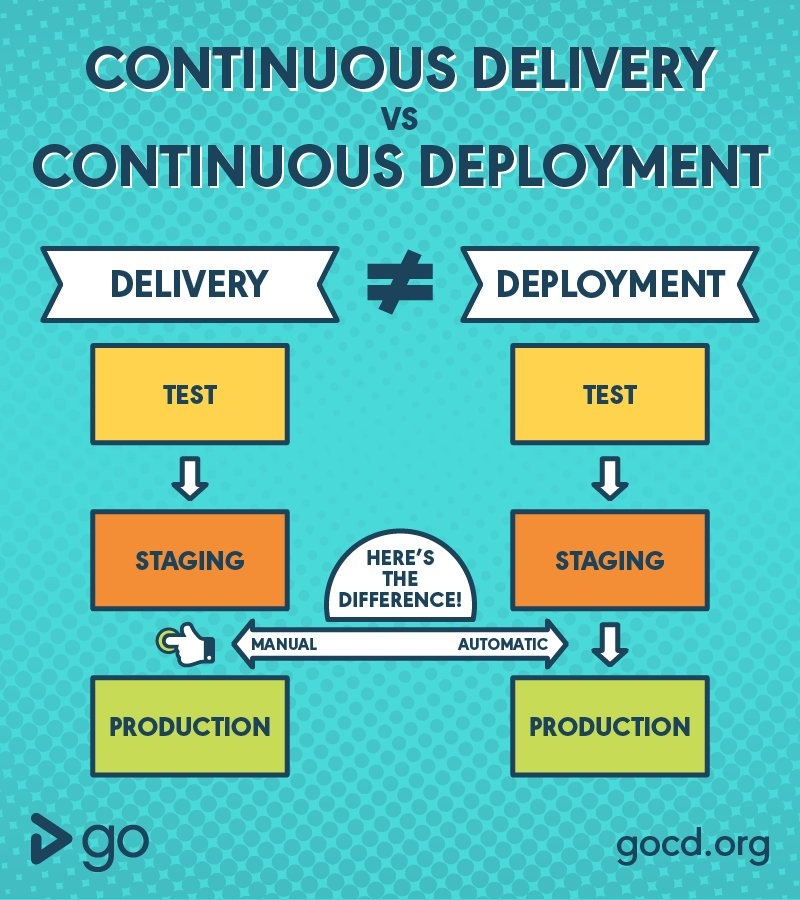 CONTINUOUS DELIVERY
VS
CONTINUOUS DEPLOYMENT
DELIVERY
≠
DEPLOYMENT
TEST
TEST
STAGING
STAGING
HERE'S
THE
DIFFERENCE!
MANUAL
AUTOMATIC
PRODUCTION
PRODUCTION
go
gocd.org